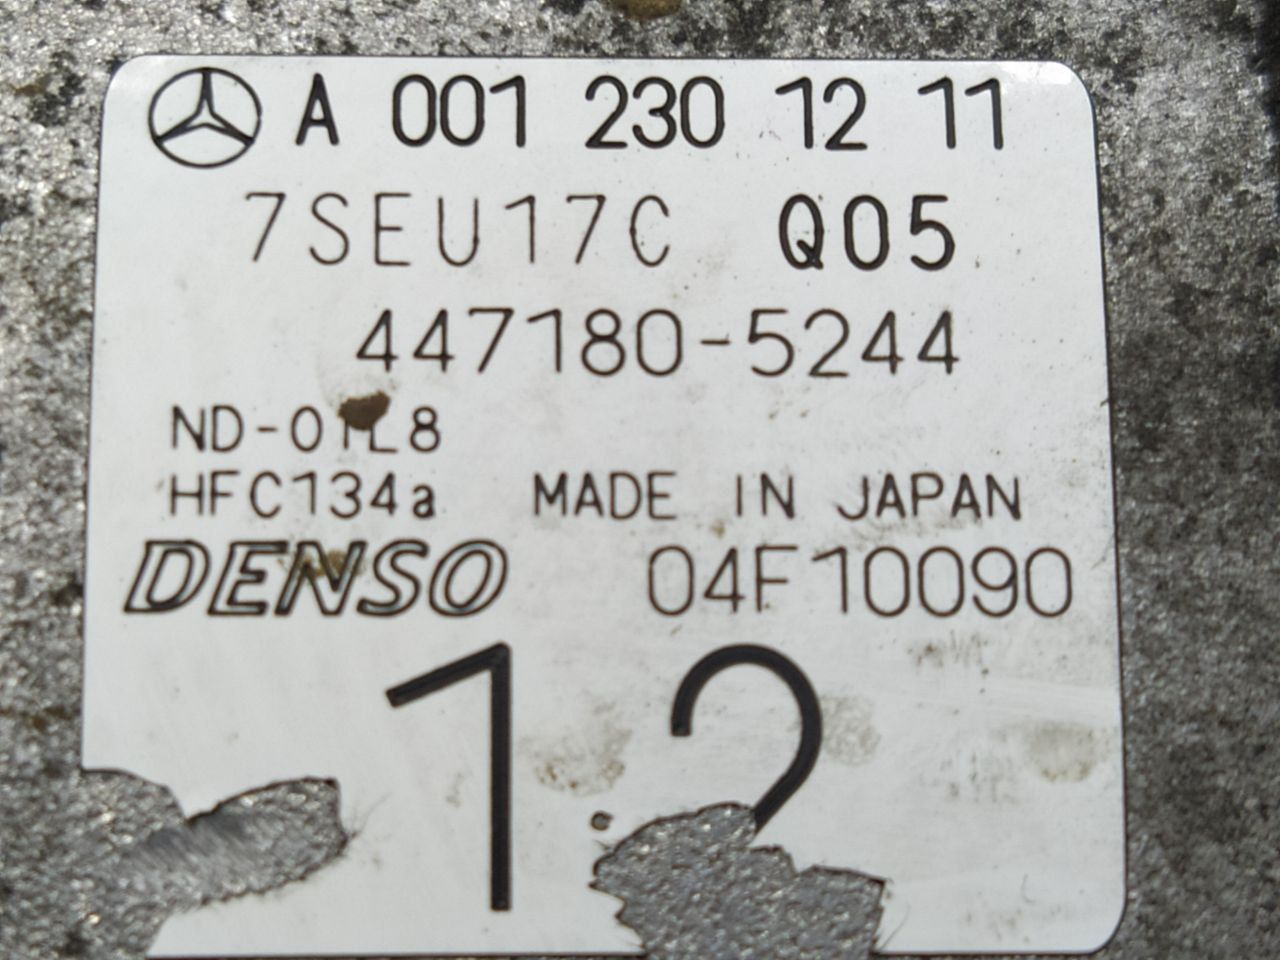 A 001 230 12 11
7SEU17C Q05
447180-5244
ND-OIL8
HFC134a MADE IN JAPAN
DENSO 04F10090
12